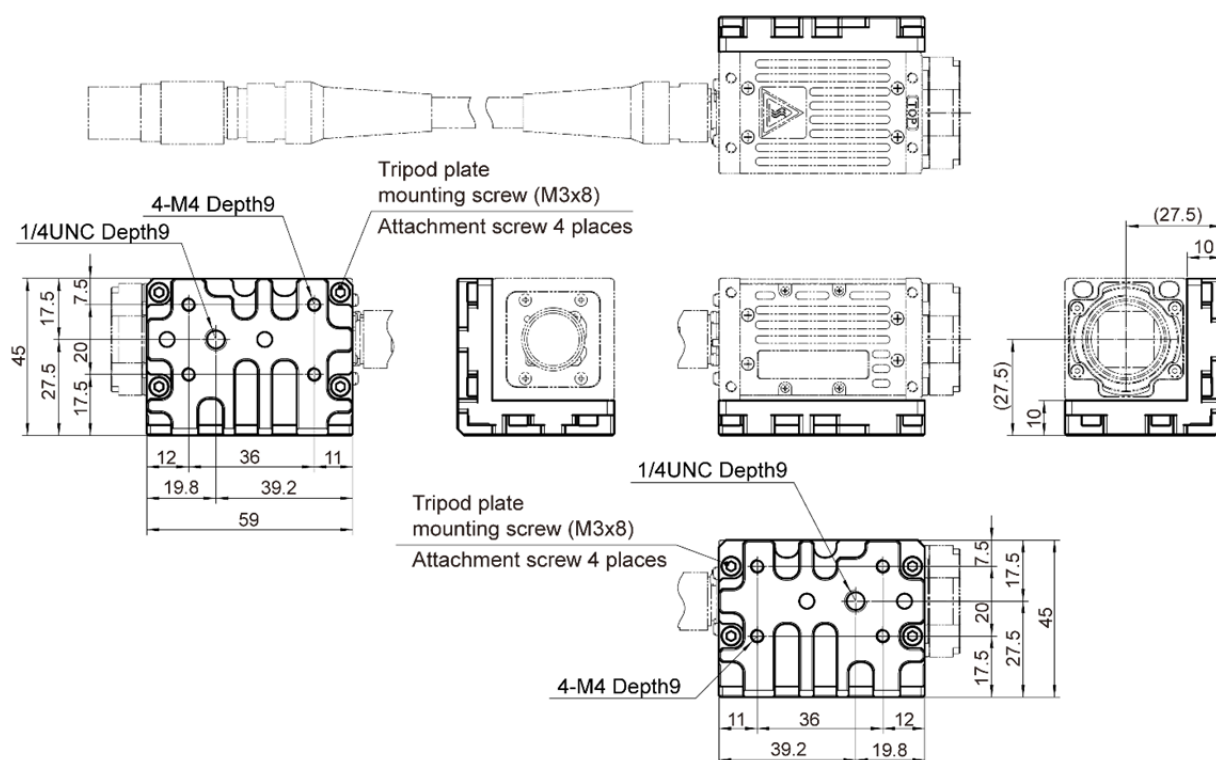 TOP
Tripod plate
mounting screw (M3x8)
Attachment screw 4 places
4-M4 Depth9
1/4UNC Depth9
(27.5)
10
45
17.5
27.5
7.5
20
17.5
(27.5)
10
12
36
11
19.8
39.2
59
1/4UNC Depth9
Tripod plate
mounting screw (M3x8)
Attachment screw 4 places
7.5
20
17.5
17.5
27.5
45
4-M4 Depth9
11
36
12
39.2
19.8